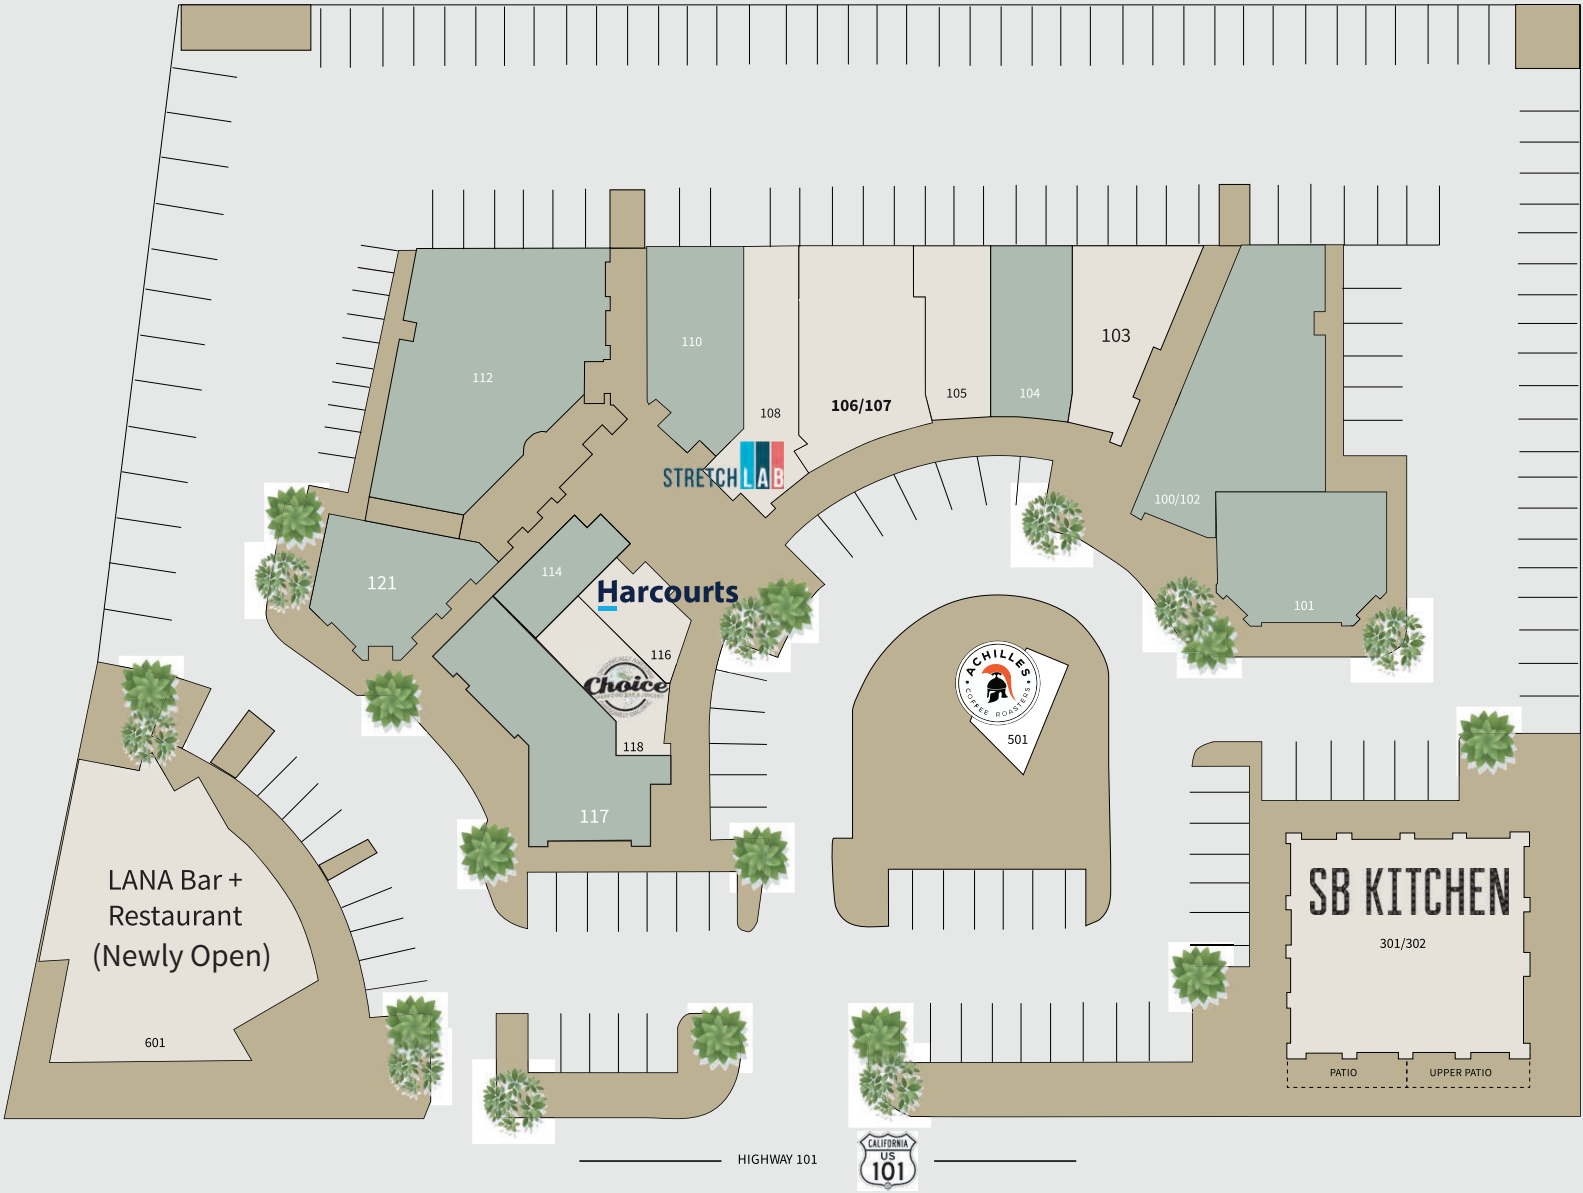 112
110
108
106/107
105
104
103
STRETCHLAB
100/102
101
121
114
Harcourts
116
Choice
118
117
ACHILLES
COFFEE ROASTERS
501
LANA Bar +
Restaurant
(Newly Open)
601
SB KITCHEN
301/302
PATIO
UPPER PATIO
HIGHWAY 101
CALIFORNIA
US
101